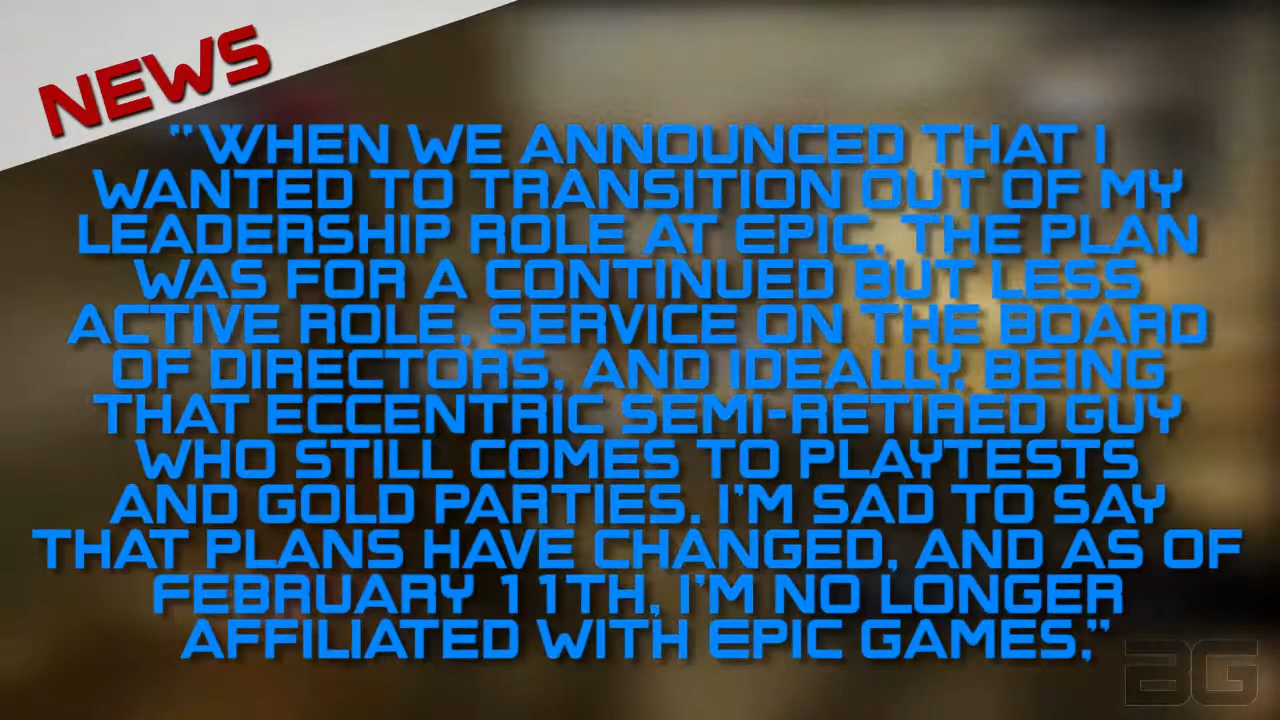 NEWS
"WHEN WE ANNOUNCED THAT I
WANTED TO TRANSITION OUT OF MY
LEADERSHIP ROLE AT EPIC, THE PLAN
WAS FOR A CONTINUED BUT LESS
ACTIVE ROLE, SERVICE ON THE BOARD
OF DIRECTORS, AND IDEALLY, BEING
THAT ECCENTRIC SEMI-RETIRED GUY
WHO STILL COMES TO PLAYTESTS
AND GOLD PARTIES. I'M SAD TO SAY
THAT PLANS HAVE CHANGED, AND AS OF
FEBRUARY 11TH, I'M NO LONGER
AFFILIATED WITH EPIC GAMES,"
BG